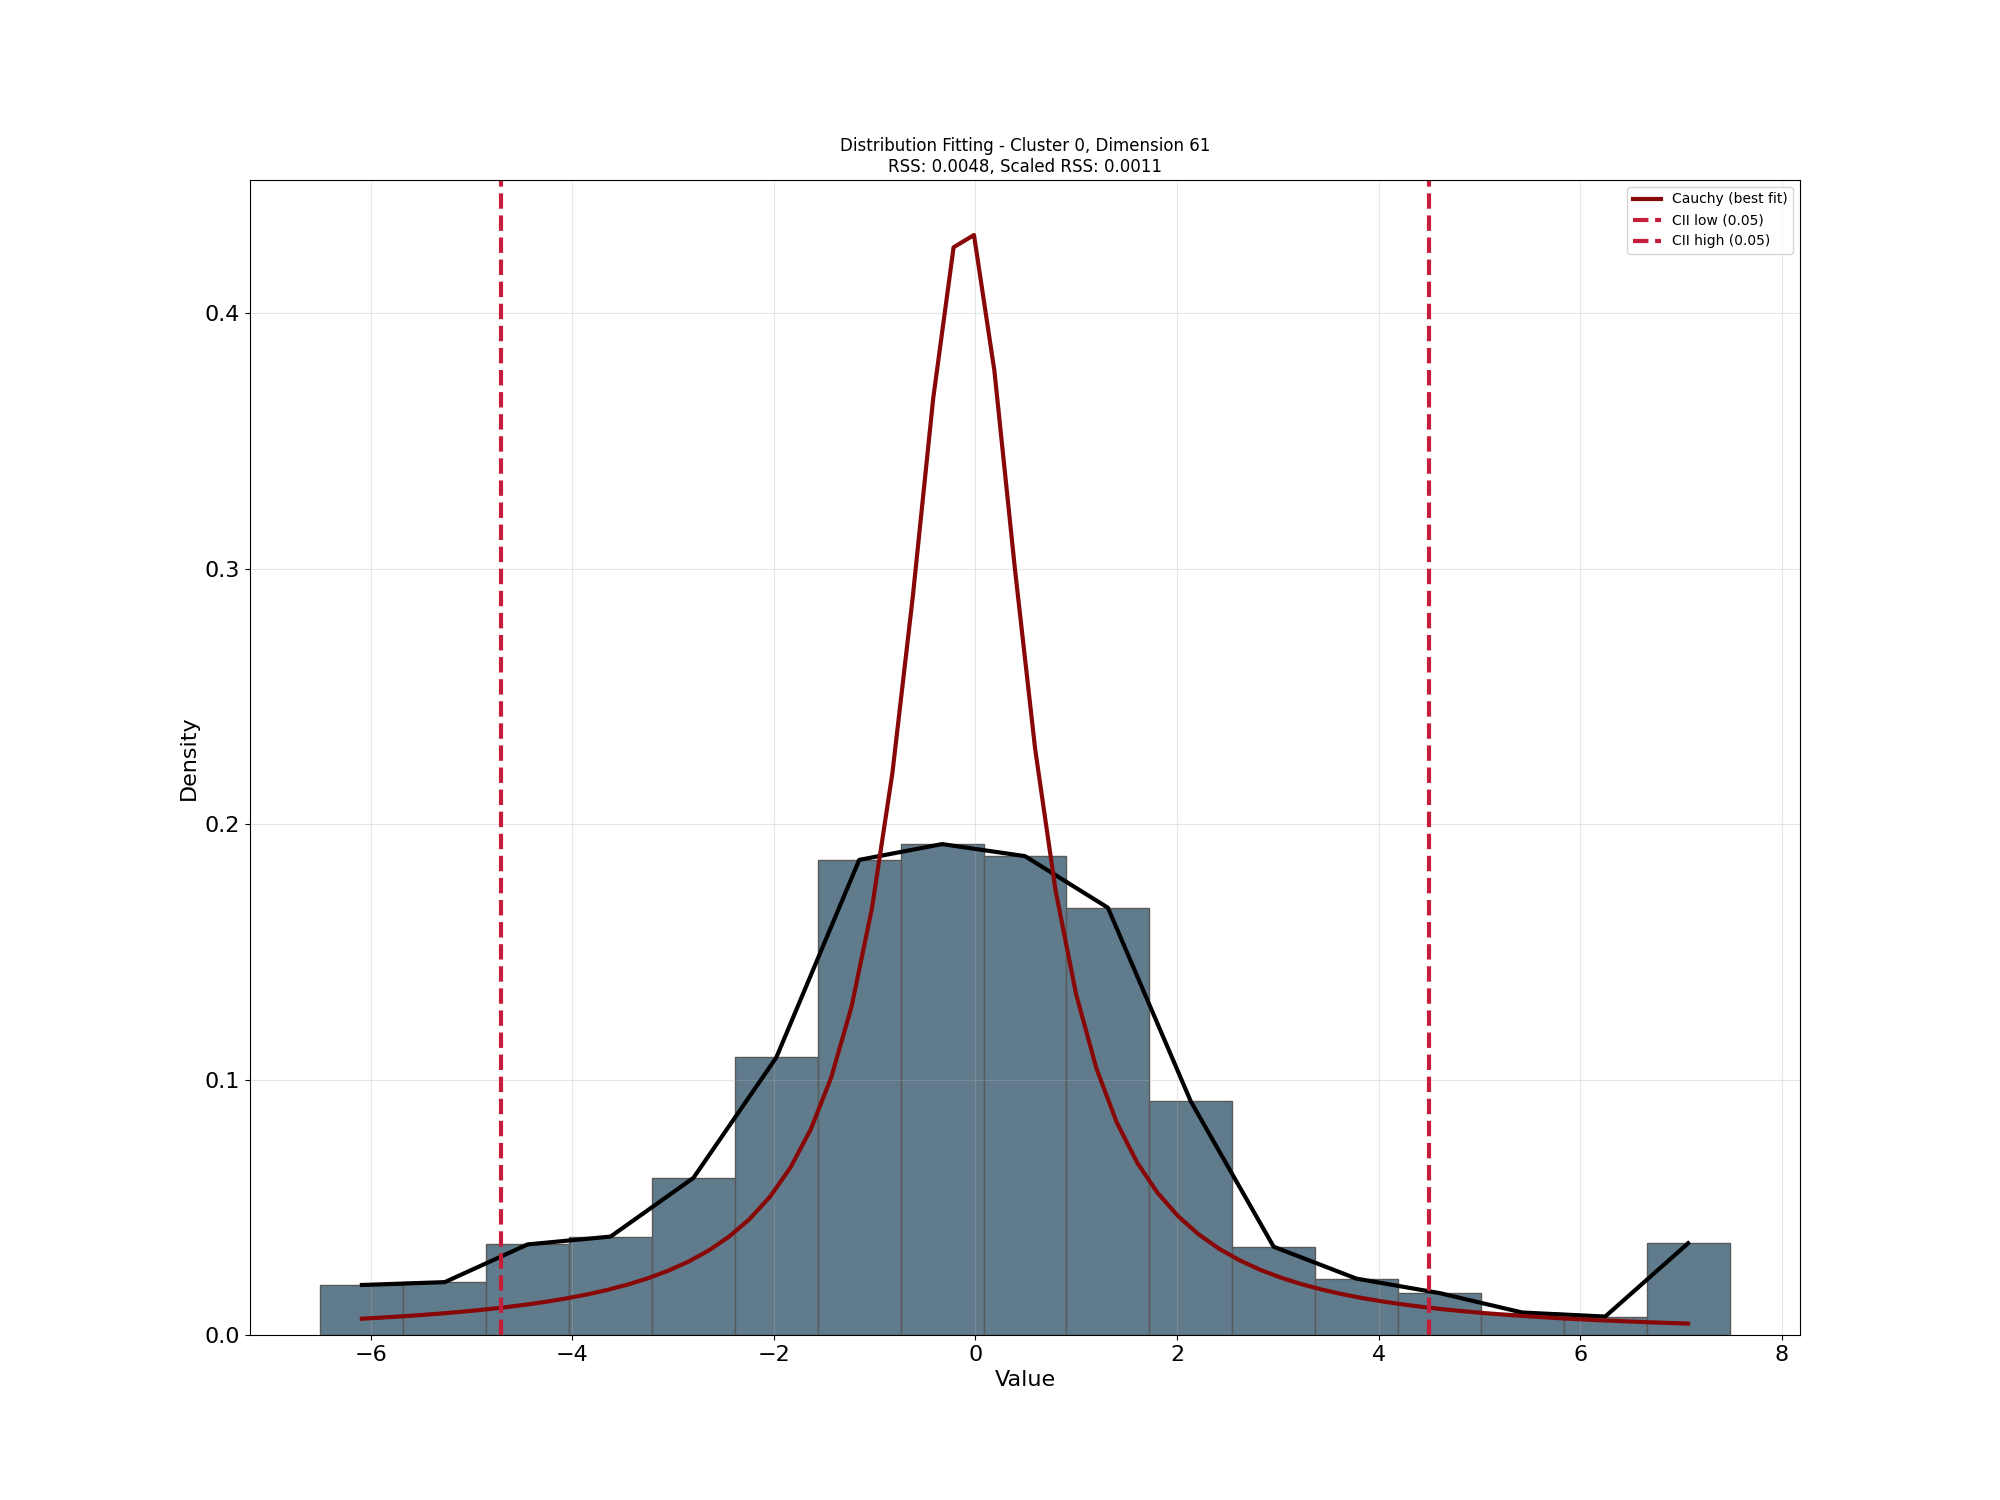 Distribution Fitting - Cluster 0, Dimension 61
RSS: 0.0048, Scaled RSS: 0.0011
Cauchy (best fit)
CII low (0.05)
CII high (0.05)
0.4
0.3
0.2
0.1
0.0
Density
−6 −4 −2 0 2 4 6 8
Value